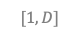 [1, D]